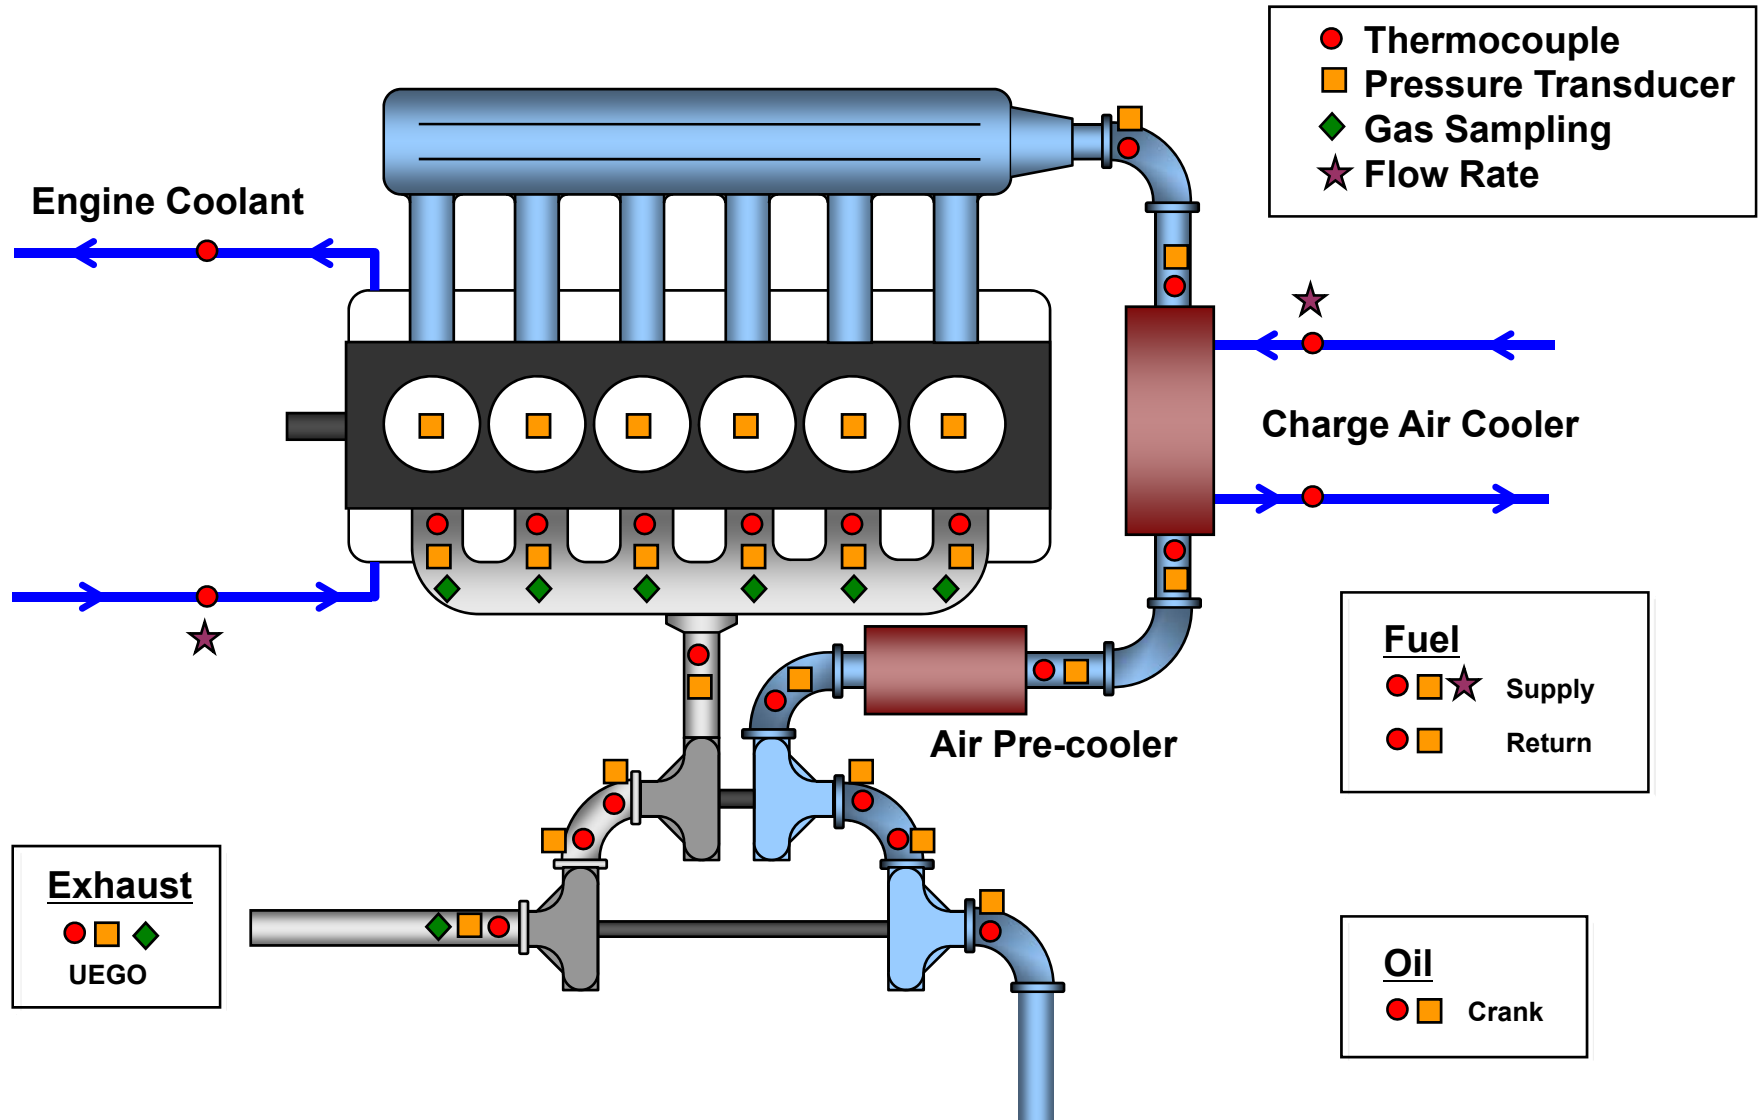 Thermocouple
Pressure Transducer
Gas Sampling
Flow Rate
Engine Coolant
Charge Air Cooler
Fuel
Supply
Return
Air Pre-cooler
Exhaust
UEGO
Oil
Crank